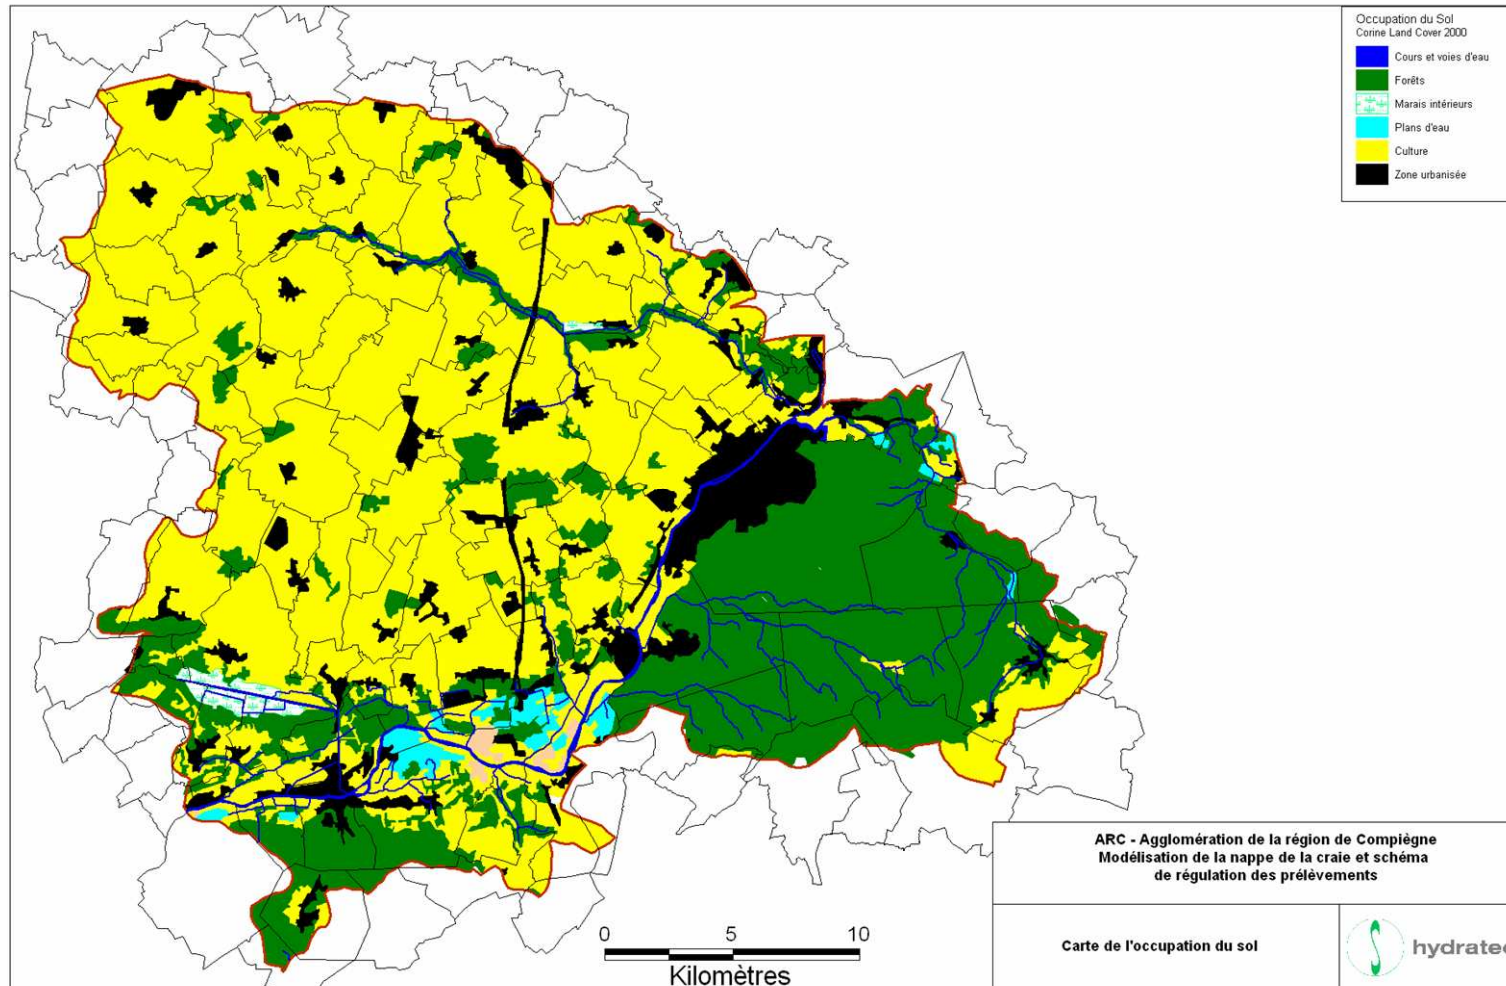 Occupation du Sol
Corine Land Cover 2000
Cours et voies d'eau
Forêts
Marais intérieurs
Plans d'eau
Culture
Zone urbanisée
0 5 10
Kilomètres
ARC - Agglomération de la région de Compiègne
Modélisation de la nappe de la craie et schéma
de régulation des prélèvements
Carte de l'occupation du sol
hydratec